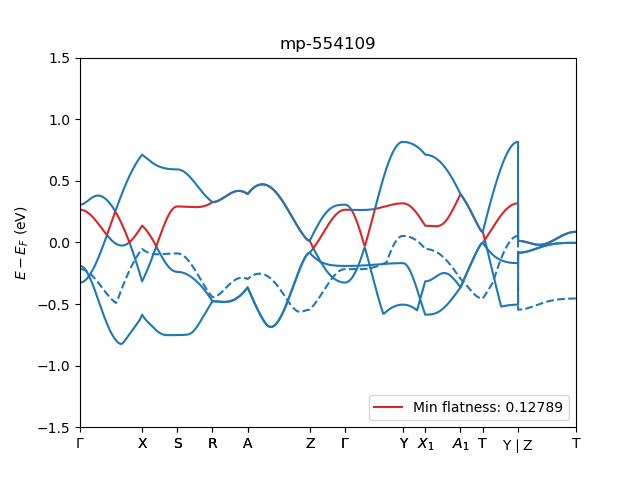 mp-554109
E − E_F (eV)
1.5
1.0
0.5
0.0
−0.5
−1.0
−1.5
Min flatness: 0.12789
Γ X S R A Z Γ Y X₁ A₁ T Y | Z T